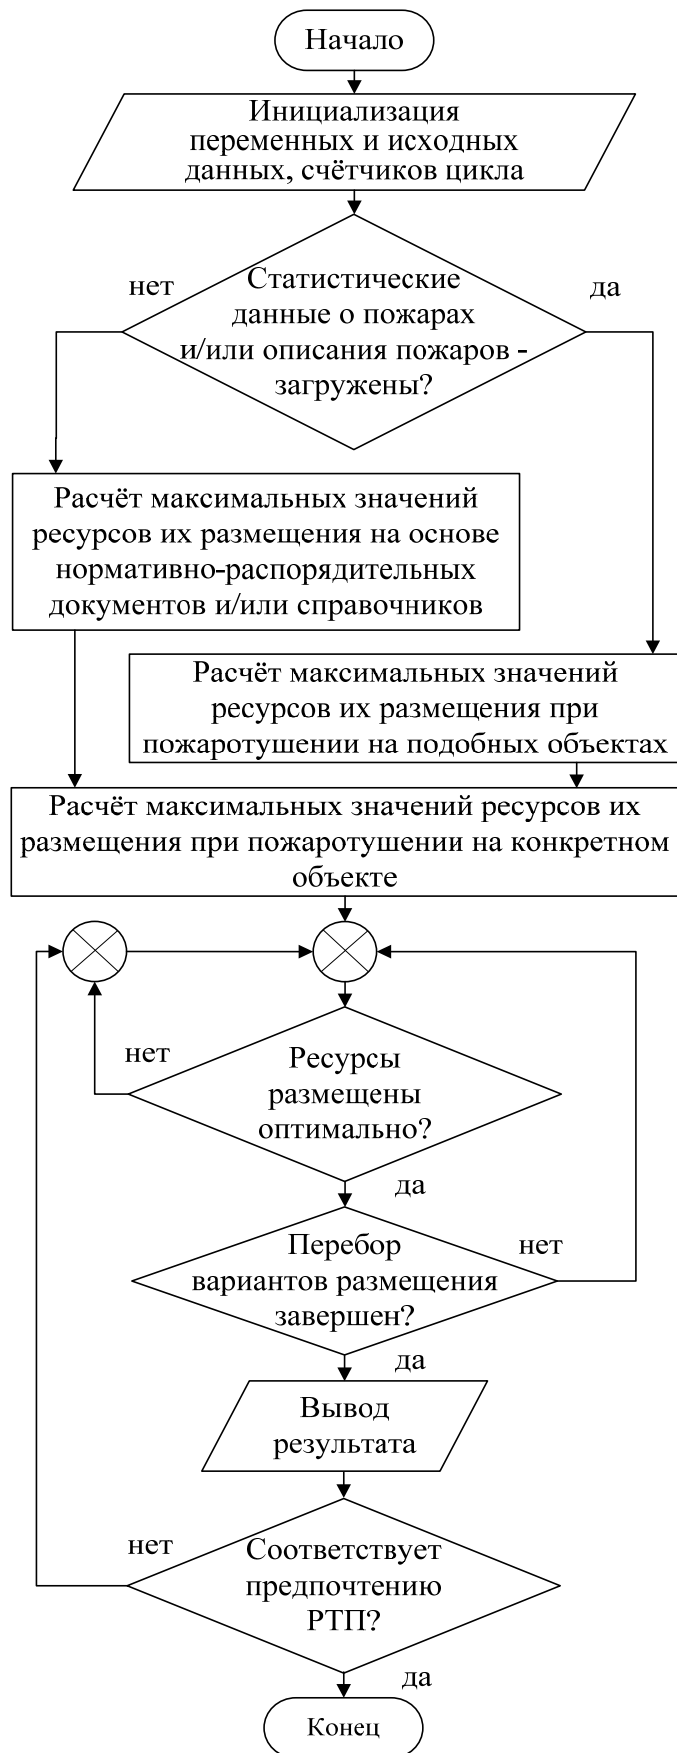 Начало
Инициализация
переменных и исходных
данных, счётчиков цикла
нет
да
Статистические
данные о пожарах
и/или описания пожаров -
загружены?
Расчёт максимальных значений
ресурсов их размещения на основе
нормативно-распорядительных
документов и/или справочников
Расчёт максимальных значений
ресурсов их размещения при
пожаротушении на подобных объектах
Расчёт максимальных значений ресурсов их
размещения при пожаротушении на конкретном
объекте
нет
Ресурсы
размещены
оптимально?
да
Перебор
вариантов размещения
завершен?
нет
да
Вывод
результата
нет
Соответствует
предпочтению
РТП?
да
Конец